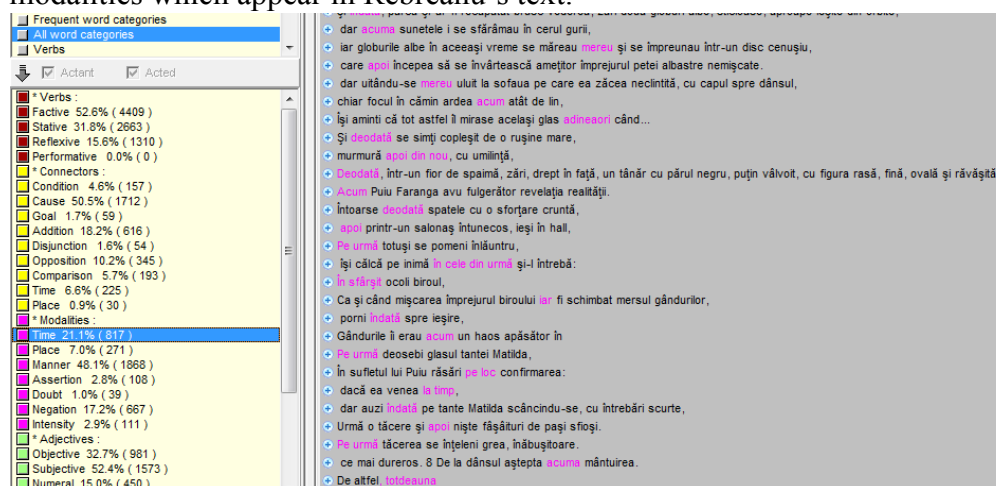 modalities which appear in Rebreanu's text.
Frequent word categories
All word categories
Verbs
Actant Acted
* Verbs :
Factive 52.6% ( 4409 )
Stative 31.8% ( 2663 )
Reflexive 15.6% ( 1310 )
Performative 0.0% ( 0 )
* Connectors :
Condition 4.6% ( 157 )
Cause 50.5% ( 1712 )
Goal 1.7% ( 59 )
Addition 18.2% ( 616 )
Disjunction 1.6% ( 54 )
Opposition 10.2% ( 345 )
Comparison 5.7% ( 193 )
Time 6.6% ( 225 )
Place 0.9% ( 30 )
* Modalities :
Time 21.1% ( 817 )
Place 7.0% ( 271 )
Manner 48.1% ( 1868 )
Assertion 2.8% ( 108 )
Doubt 1.0% ( 39 )
Negation 17.2% ( 667 )
Intensity 2.9% ( 111 )
* Adjectives :
Objective 32.7% ( 981 )
Subjective 52.4% ( 1573 )
Numeral 15.0% ( 450 )
dar acuma sunetele i se sfărâmau în cerul gurii,
iar globurile albe în aceeaşi vreme se măreau mereu şi se împreunau într-un disc cenuşiu,
care apoi începea să se învârtească ameţitor împrejurul petei albastre nemişcate.
dar uitându-se mereu uluit la sofaua pe care ea zăcea neclintită, cu capul spre dânsul,
chiar focul în cămin ardea acum atât de lin,
îşi aminti că tot astfel îl mirase acelaşi glas adineaori când...
Şi deodată se simţi copleşit de o ruşine mare,
murmură apoi din nou, cu umilinţă,
Deodată, într-un fior de spaimă, zări, drept în faţă, un tânăr cu părul negru, puţin vâlvoit, cu figura rasă, fină, ovală şi răvăşită
Acum Puiu Faranga avu fulgerător revelaţia realităţii.
Întoarse deodată spatele cu o sforţare cruntă,
apoi printr-un salonaş întunecos, ieşi în hall,
Pe urmă totuşi se pomeni înlăuntru,
îşi călcă pe inimă în cele din urmă şi-l întrebă:
În sfârşit ocoli biroul,
Ca şi când mişcarea împrejurul biroului iar fi schimbat mersul gândurilor,
porni îndată spre ieşire,
Gândurile îi erau acum un haos apăsător în
Pe urmă deosebi glasul tantei Matilda,
În sufletul lui Puiu răsări pe loc confirmarea:
dacă ea venea la timp,
dar auzi îndată pe tante Matilda scâncindu-se, cu întrebări scurte,
Urmă o tăcere şi apoi nişte fâşâituri de paşi sfioşi.
Pe urmă tăcerea se înţeleni grea, înăbuşitoare.
ce mai dureros. 8 De la dânsul aştepta acuma mântuirea.
De altfel, totdeauna